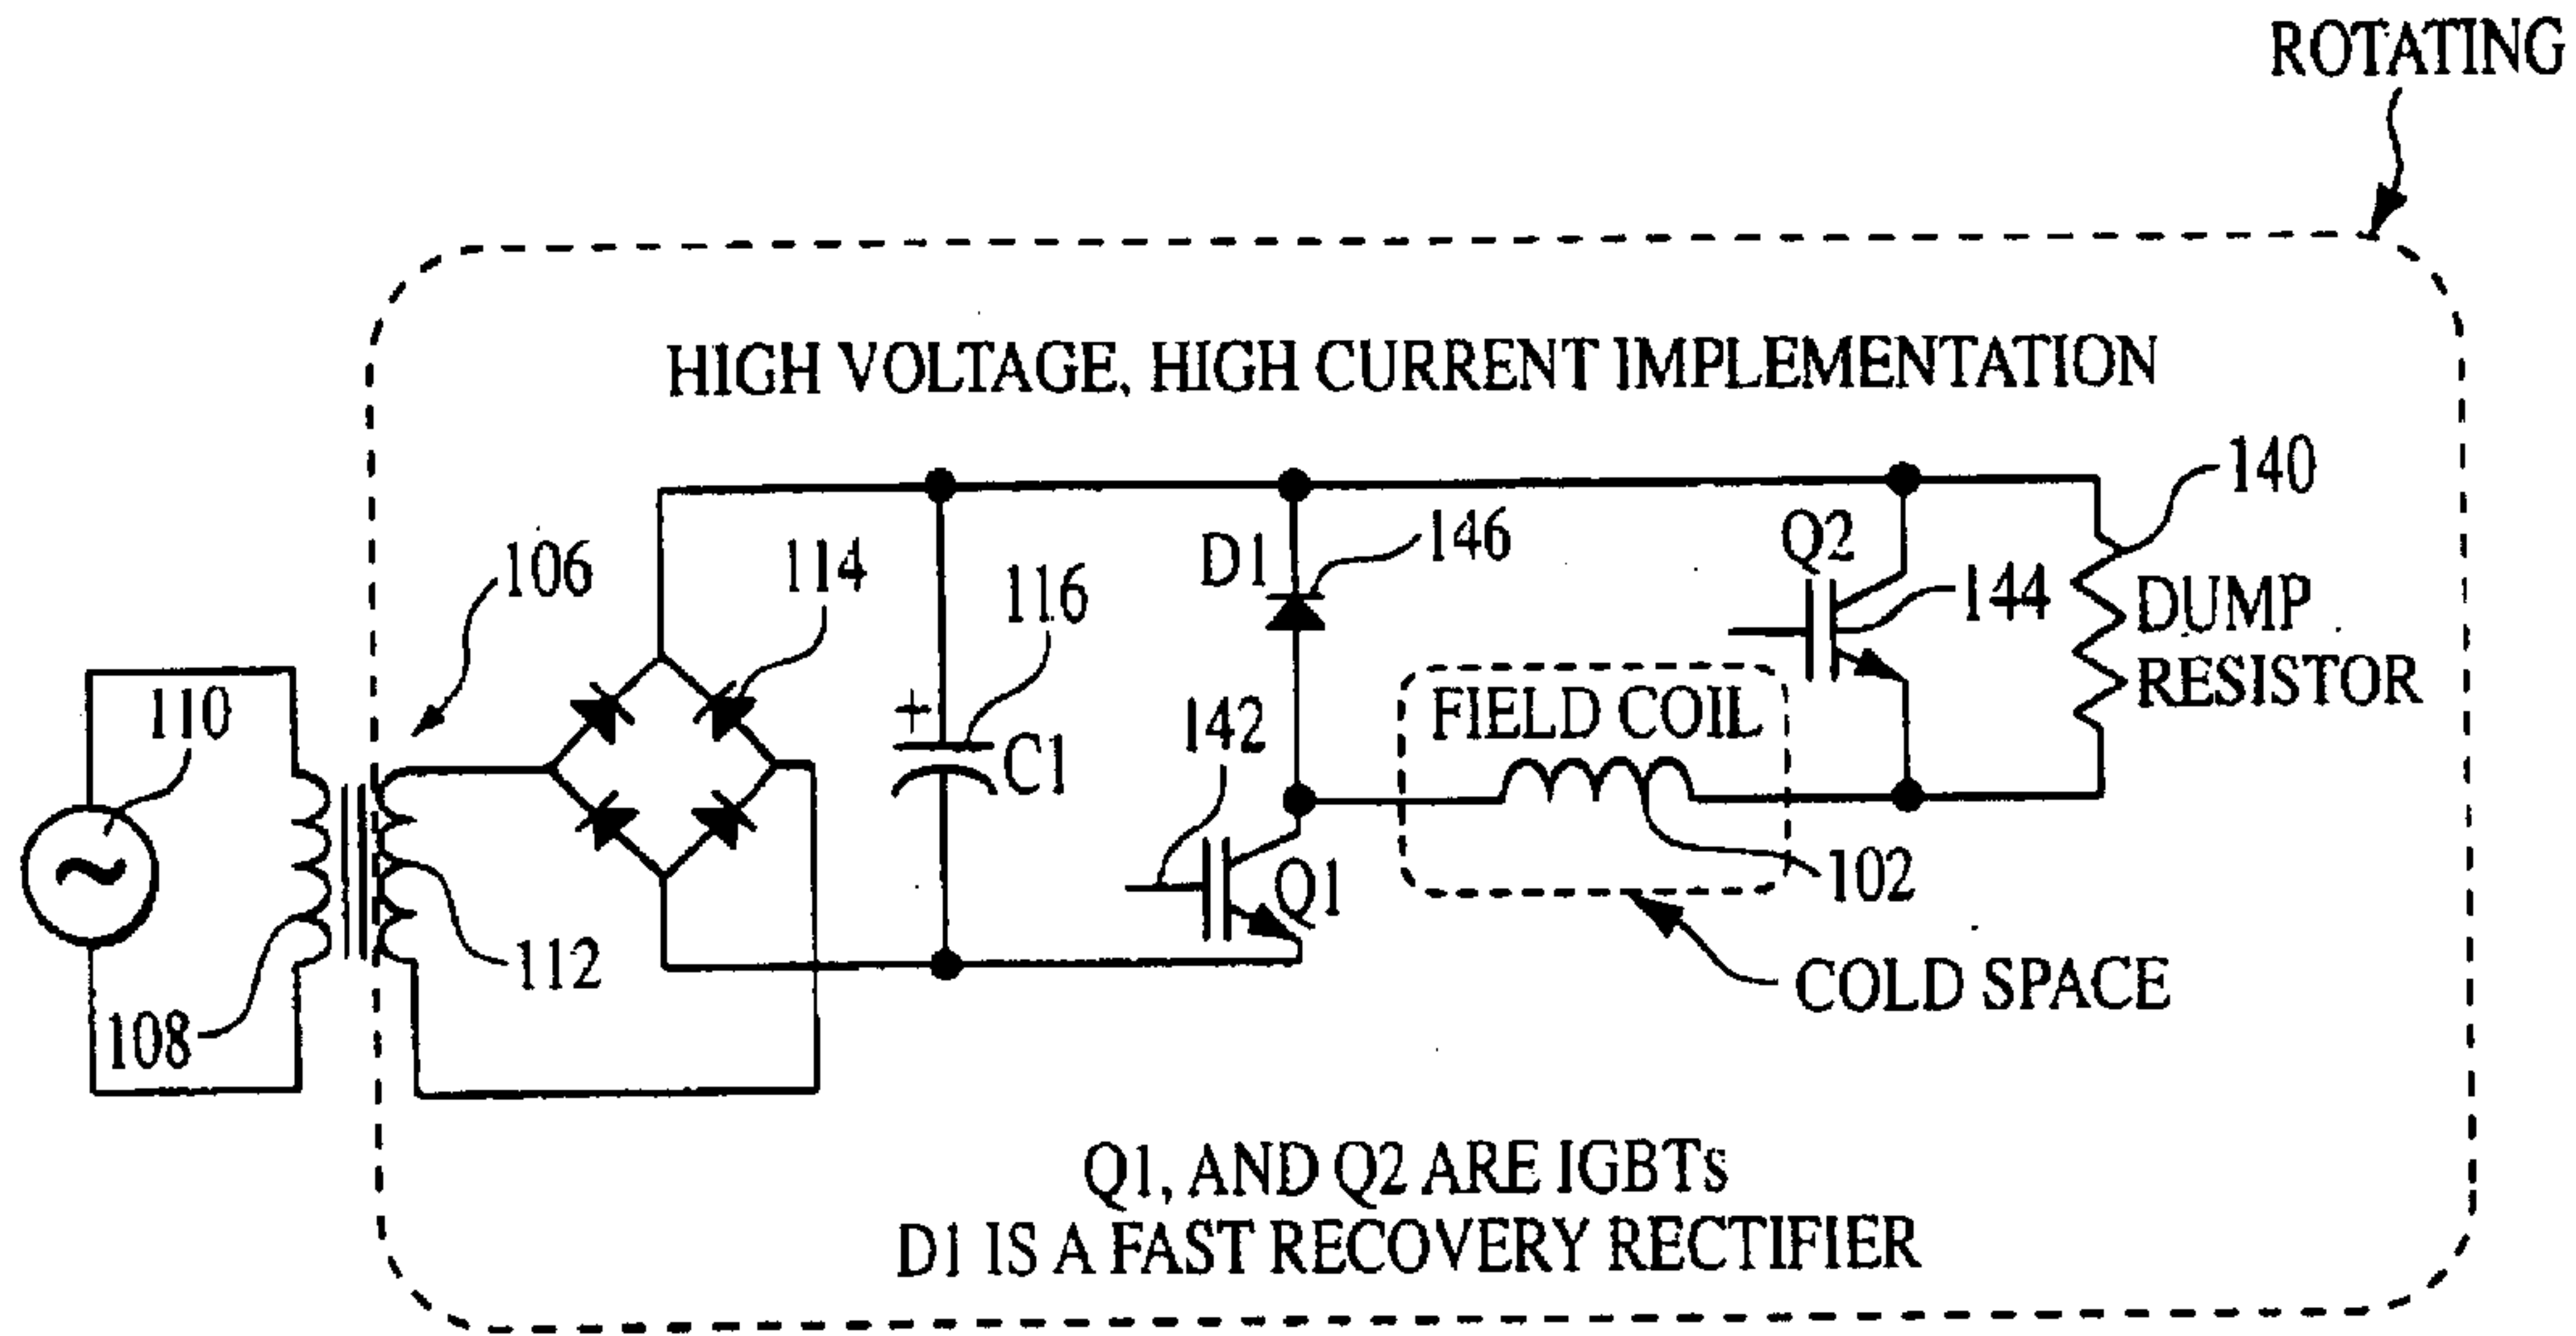 ROTATING
HIGH VOLTAGE, HIGH CURRENT IMPLEMENTATION
140
106
114
116
D1
146
Q2
144
DUMP
RESISTOR
110
+
C1
142
FIELD COIL
Q1
102
108
112
COLD SPACE
Q1, AND Q2 ARE IGBTs
D1 IS A FAST RECOVERY RECTIFIER